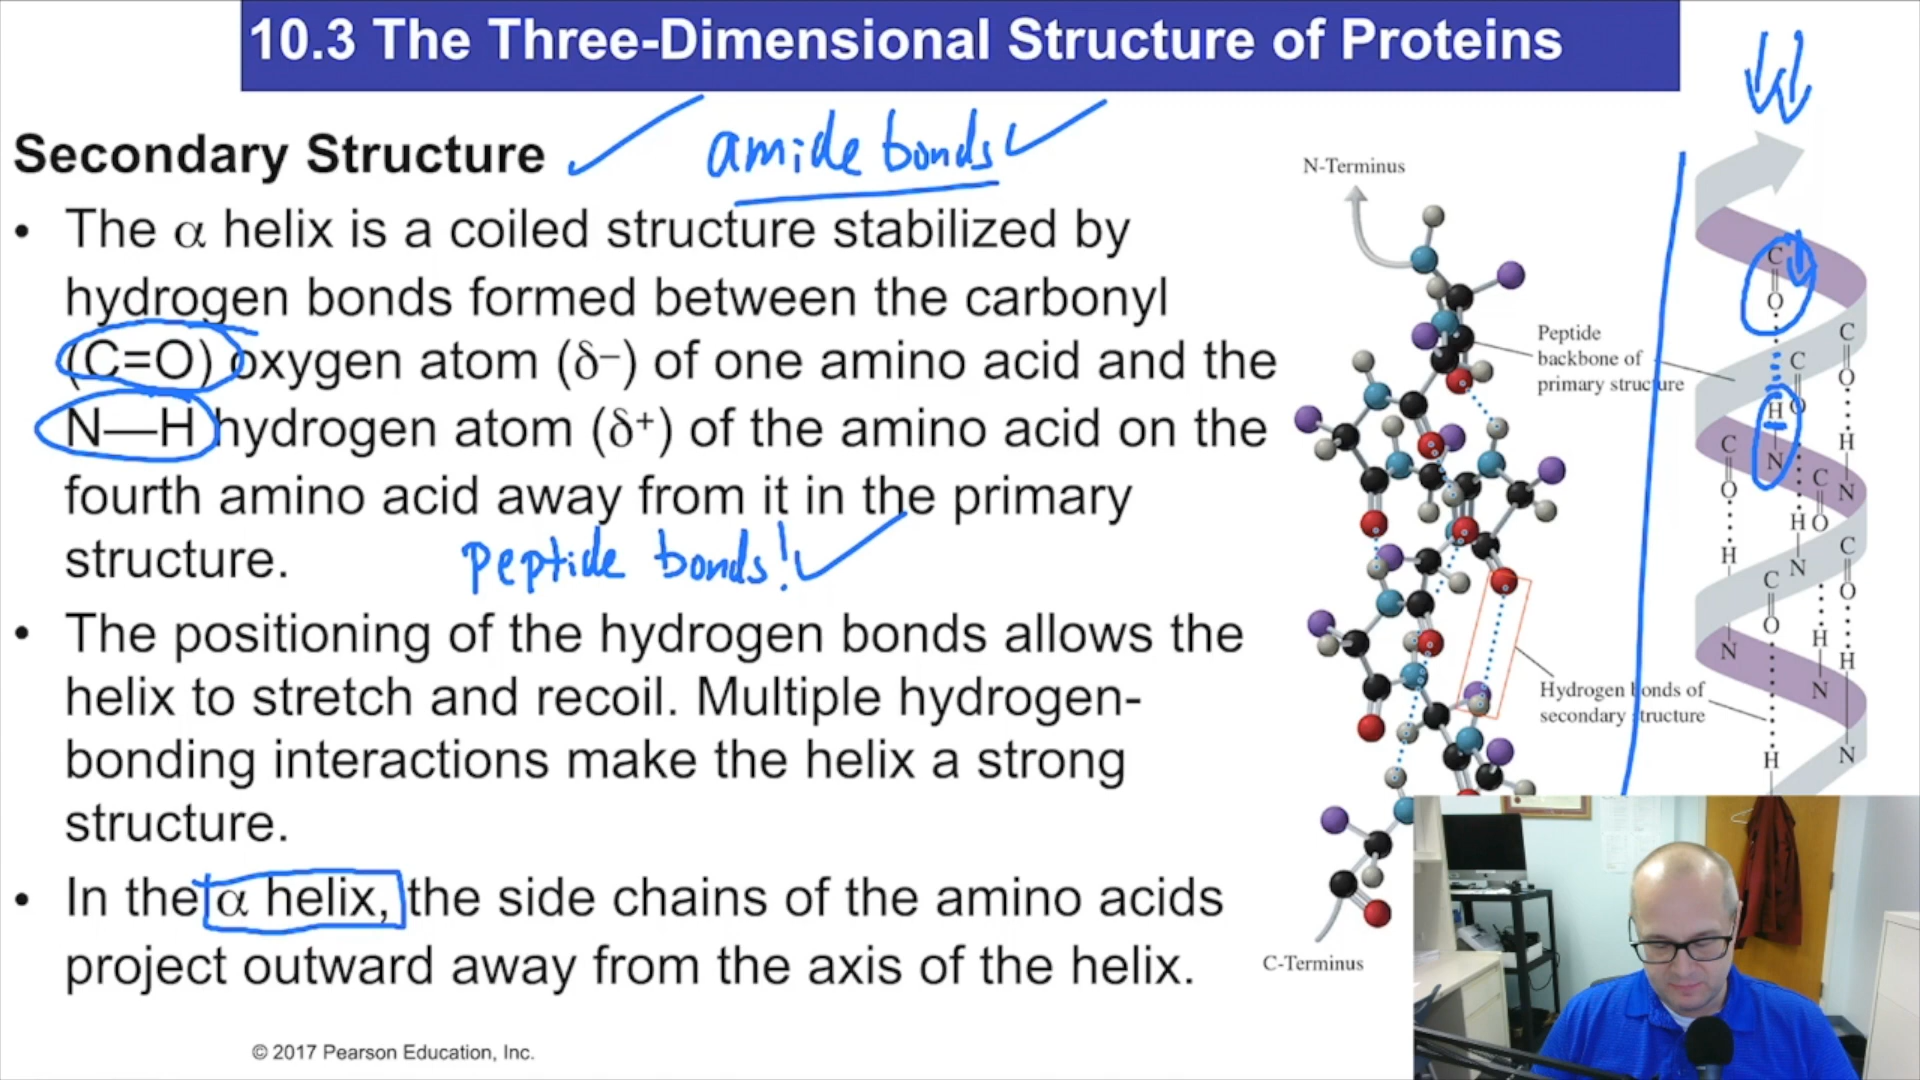 10.3 The Three-Dimensional Structure of Proteins
Secondary Structure
amide bonds
• The α helix is a coiled structure stabilized by
hydrogen bonds formed between the carbonyl
(C=O) oxygen atom (δ−) of one amino acid and the
N—H hydrogen atom (δ+) of the amino acid on the
fourth amino acid away from it in the primary
structure.
peptide bonds!
• The positioning of the hydrogen bonds allows the
helix to stretch and recoil. Multiple hydrogen-
bonding interactions make the helix a strong
structure.
• In the α helix, the side chains of the amino acids
project outward away from the axis of the helix.
© 2017 Pearson Education, Inc.
N-Terminus
Peptide
backbone of
primary structure
Hydrogen bonds of
secondary structure
C-Terminus
C
O
H
N
C
O
H
N
C
O
H
N
C
O
H
N
C
O
H
N
C
O
H
N
C
O
H